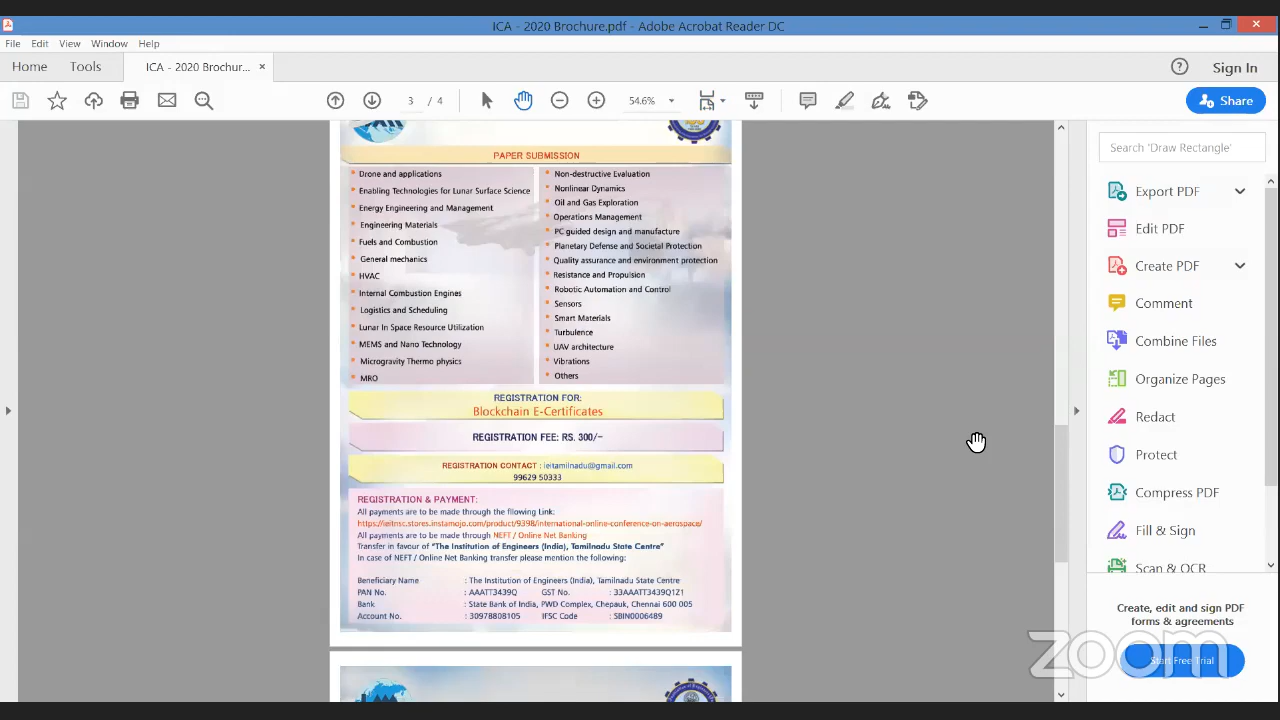 ICA - 2020 Brochure.pdf - Adobe Acrobat Reader DC
File Edit View Window Help
Home Tools ICA - 2020 Brochur... × Sign In
3 / 4 54.6% Share
Search 'Draw Rectangle'
PAPER SUBMISSION
Drone and applications
Enabling Technologies for Lunar Surface Science
Energy Engineering and Management
Engineering Materials
Fuels and Combustion
General mechanics
HVAC
Internal Combustion Engines
Logistics and Scheduling
Lunar In Space Resource Utilization
MEMS and Nano Technology
Microgravity Thermo physics
MRO
Non-destructive Evaluation
Nonlinear Dynamics
Oil and Gas Exploration
Operations Management
PC guided design and manufacture
Planetary Defense and Societal Protection
Quality assurance and environment protection
Resistance and Propulsion
Robotic Automation and Control
Sensors
Smart Materials
Turbulence
UAV architecture
Vibrations
Others
REGISTRATION FOR:
Blockchain E-Certificates
REGISTRATION FEE: RS. 300/-
REGISTRATION CONTACT : ieitamilnadu@gmail.com
99629 50333
REGISTRATION & PAYMENT:
All payments are to be made through the fllowing Link:
https://ieitnsc.stores.instamojo.com/product/9398/international-online-conference-on-aerospace/
All payments are to be made through NEFT / Online Net Banking
Transfer in favour of "The Institution of Engineers (India), Tamilnadu State Centre"
In case of NEFT / Online Net Banking transfer please mention the following:
Beneficiary Name : The Institution of Engineers (India), Tamilnadu State Centre
PAN No. : AAATT3439Q GST No. : 33AAATT3439Q1Z1
Bank : State Bank of India, PWD Complex, Chepauk, Chennai 600 005
Account No. : 30978808105 IFSC Code : SBIN0006489
Export PDF
Edit PDF
Create PDF
Comment
Combine Files
Organize Pages
Redact
Protect
Compress PDF
Fill & Sign
Scan & OCR
Create, edit and sign PDF
forms & agreements
Start Free Trial
zoom